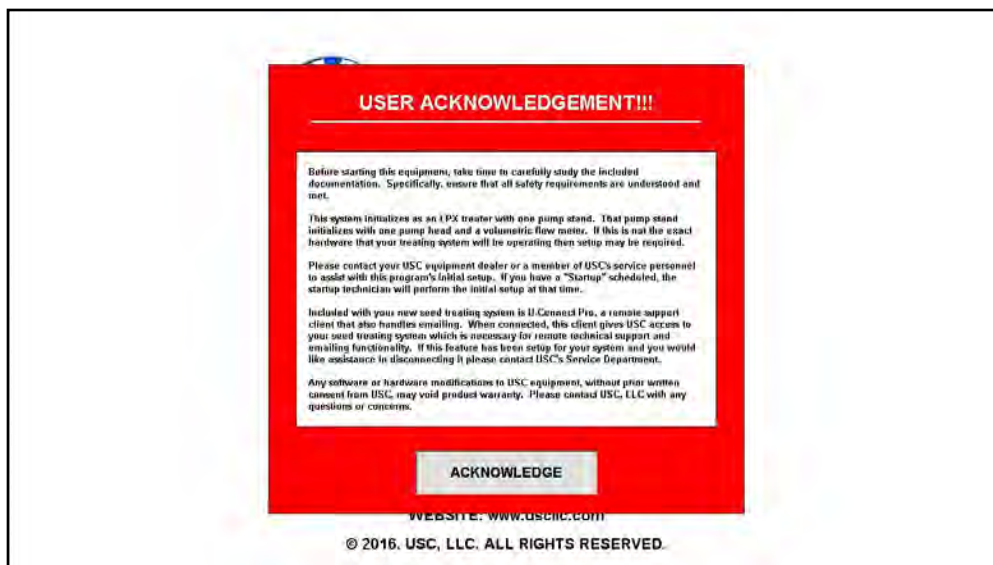 USER ACKNOWLEDGEMENT!!!
Before starting this equipment, take time to carefully study the included
documentation. Specifically, ensure that all safety requirements are understood and
met.
This system initializes as an LPX treater with one pump stand. That pump stand
initializes with one pump head and a volumetric flow meter. If this is not the exact
hardware that your treating system will be operating then setup may be required.
Please contact your USC equipment dealer or a member of USC's service personnel
to assist with this program's initial setup. If you have a "Startup" scheduled, the
startup technician will perform the initial setup at that time.
Included with your new seed treating system is U-Connect Pro, a remote support
client that also handles emailing. When connected, this client gives USC access to
your seed treating system which is necessary for remote technical support and
emailing functionality. If this feature has been setup for your system and you would
like assistance in disconnecting it please contact USC's Service Department.
Any software or hardware modifications to USC equipment, without prior written
consent from USC, may void product warranty. Please contact USC, LLC with any
questions or concerns.
ACKNOWLEDGE
WEBSITE: www.uscllc.com
© 2016. USC, LLC. ALL RIGHTS RESERVED.